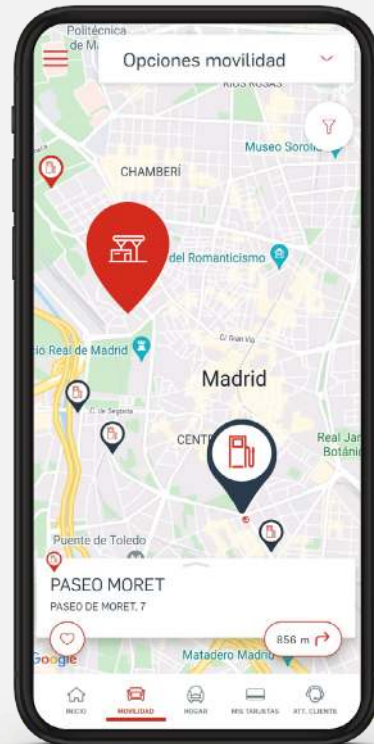 Politécnica
de M
Opciones movilidad
RÍOS ROSAS
Museo Sorolla
CHAMBERÍ
del Romanticismo
C/ Gran Vía
io Real de Madrid
Madrid
C. de Segovia
CENT
Real Jar
Botáni
Puente de Toledo
PASEO MORET
PASEO DE MORET, 7
856 m
Google
Matadero Madrid
INICIO
MOVILIDAD
HOGAR
MIS TARJETAS
ATT. CLIENTE